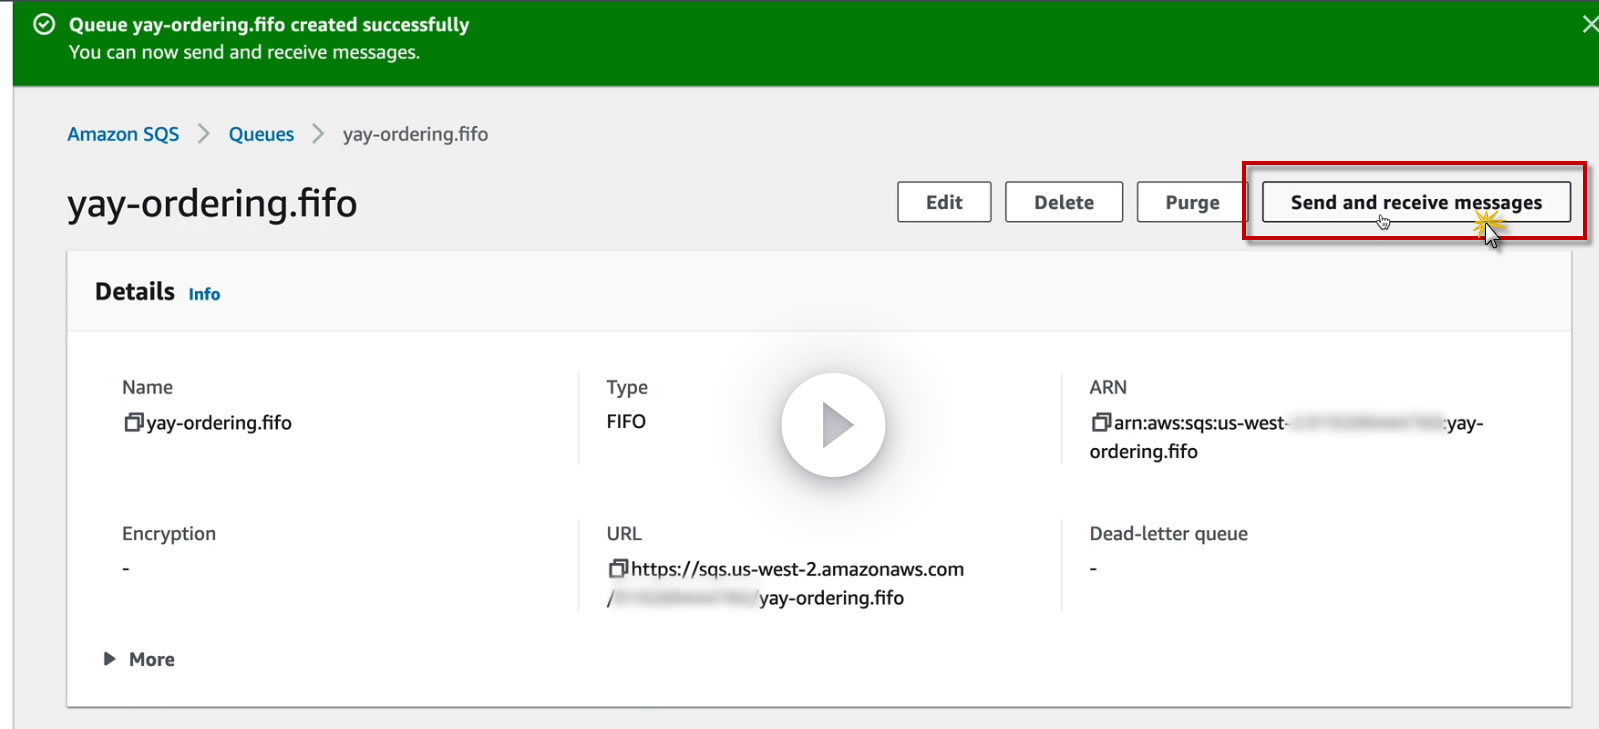 Queue yay-ordering.fifo created successfully
You can now send and receive messages.
Amazon SQS > Queues > yay-ordering.fifo
yay-ordering.fifo
Edit
Delete
Purge
Send and receive messages
Details Info
Name
yay-ordering.fifo
Type
FIFO
ARN
arn:aws:sqs:us-west- :yay-
ordering.fifo
Encryption
-
URL
https://sqs.us-west-2.amazonaws.com
/ /yay-ordering.fifo
Dead-letter queue
-
More